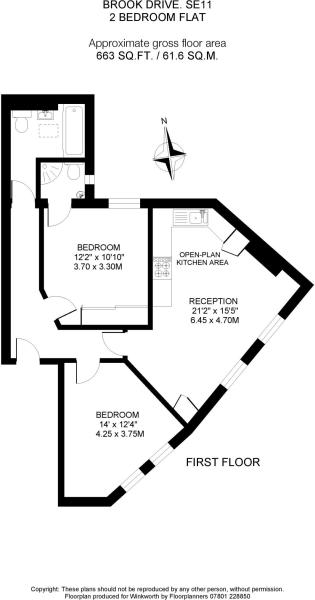 BROOK DRIVE. SE11
2 BEDROOM FLAT
Approximate gross floor area
663 SQ.FT. / 61.6 SQ.M.
N
BEDROOM
12'2" x 10'10"
3.70 x 3.30M
OPEN-PLAN
KITCHEN AREA
RECEPTION
21'2" x 15'5"
6.45 x 4.70M
BEDROOM
14' x 12'4"
4.25 x 3.75M
FIRST FLOOR
Copyright: These plans should not be reproduced by any other person, without permission.
Floorplan produced for Winkworth by Floorplanners 07801 228850